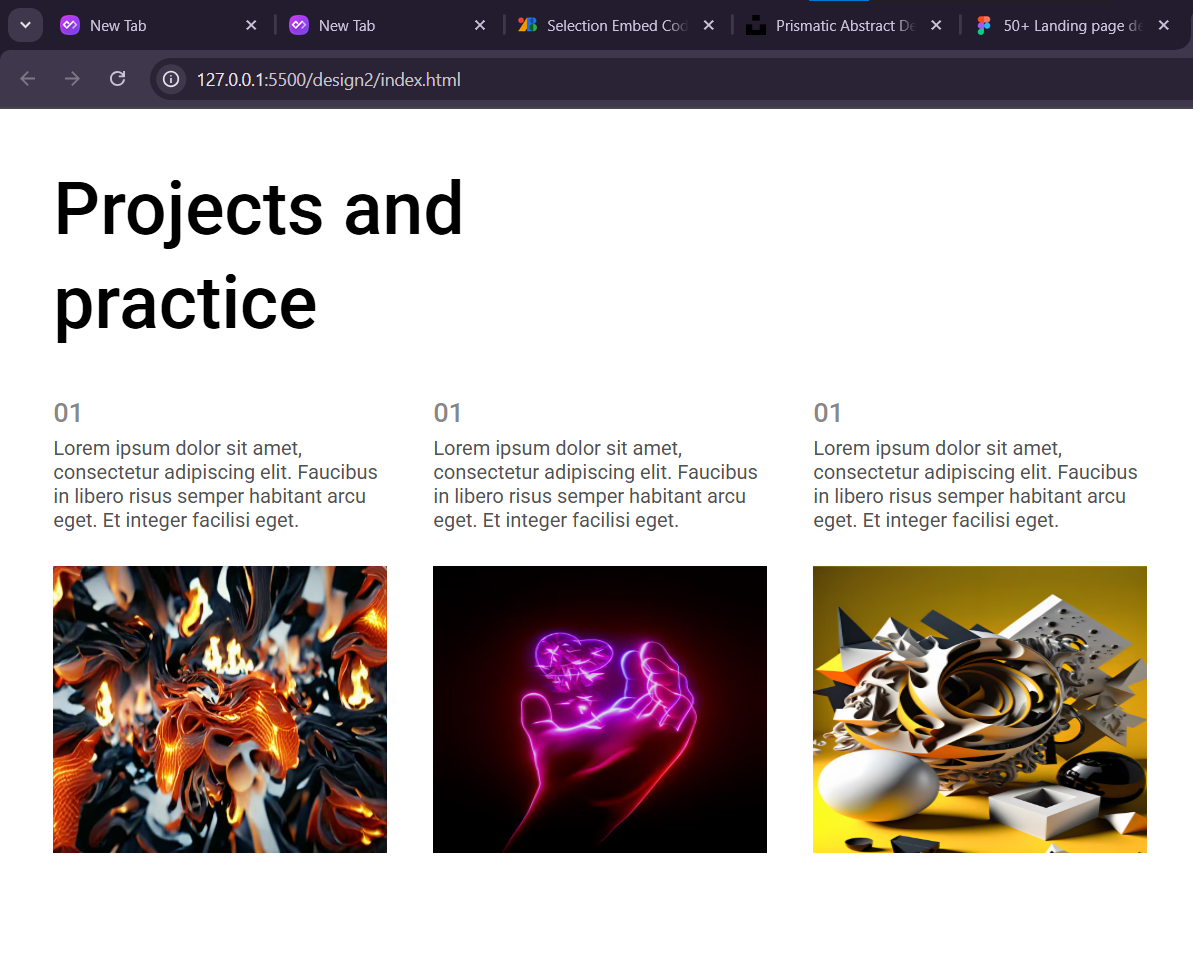 New Tab
New Tab
Selection Embed Cod
Prismatic Abstract De
50+ Landing page de
127.0.0.1:5500/design2/index.html
Projects and
practice
01
Lorem ipsum dolor sit amet,
consectetur adipiscing elit. Faucibus
in libero risus semper habitant arcu
eget. Et integer facilisi eget.
01
Lorem ipsum dolor sit amet,
consectetur adipiscing elit. Faucibus
in libero risus semper habitant arcu
eget. Et integer facilisi eget.
01
Lorem ipsum dolor sit amet,
consectetur adipiscing elit. Faucibus
in libero risus semper habitant arcu
eget. Et integer facilisi eget.